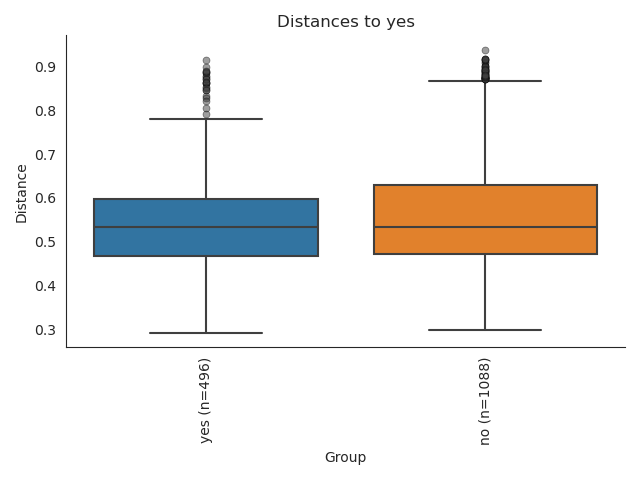 Distances to yes
Distance
0.9
0.8
0.7
0.6
0.5
0.4
0.3
yes (n=496)
no (n=1088)
Group